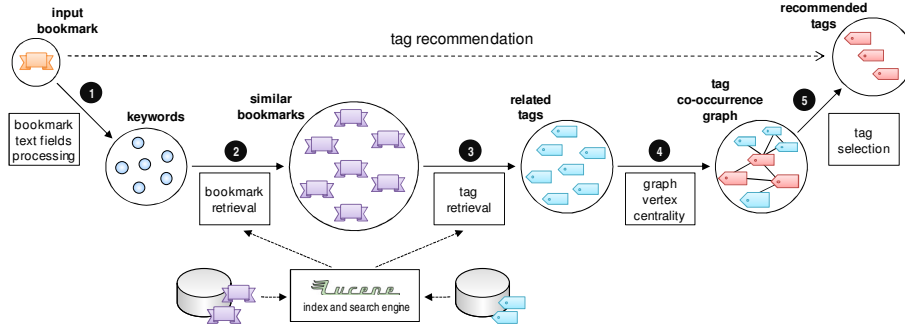 input
bookmark
recommended
tags
tag recommendation
1
bookmark
text fields
processing
keywords
2
bookmark
retrieval
similar
bookmarks
3
tag
retrieval
related
tags
4
graph
vertex
centrality
tag
co-occurrence
graph
5
tag
selection
Lucene
index and search engine